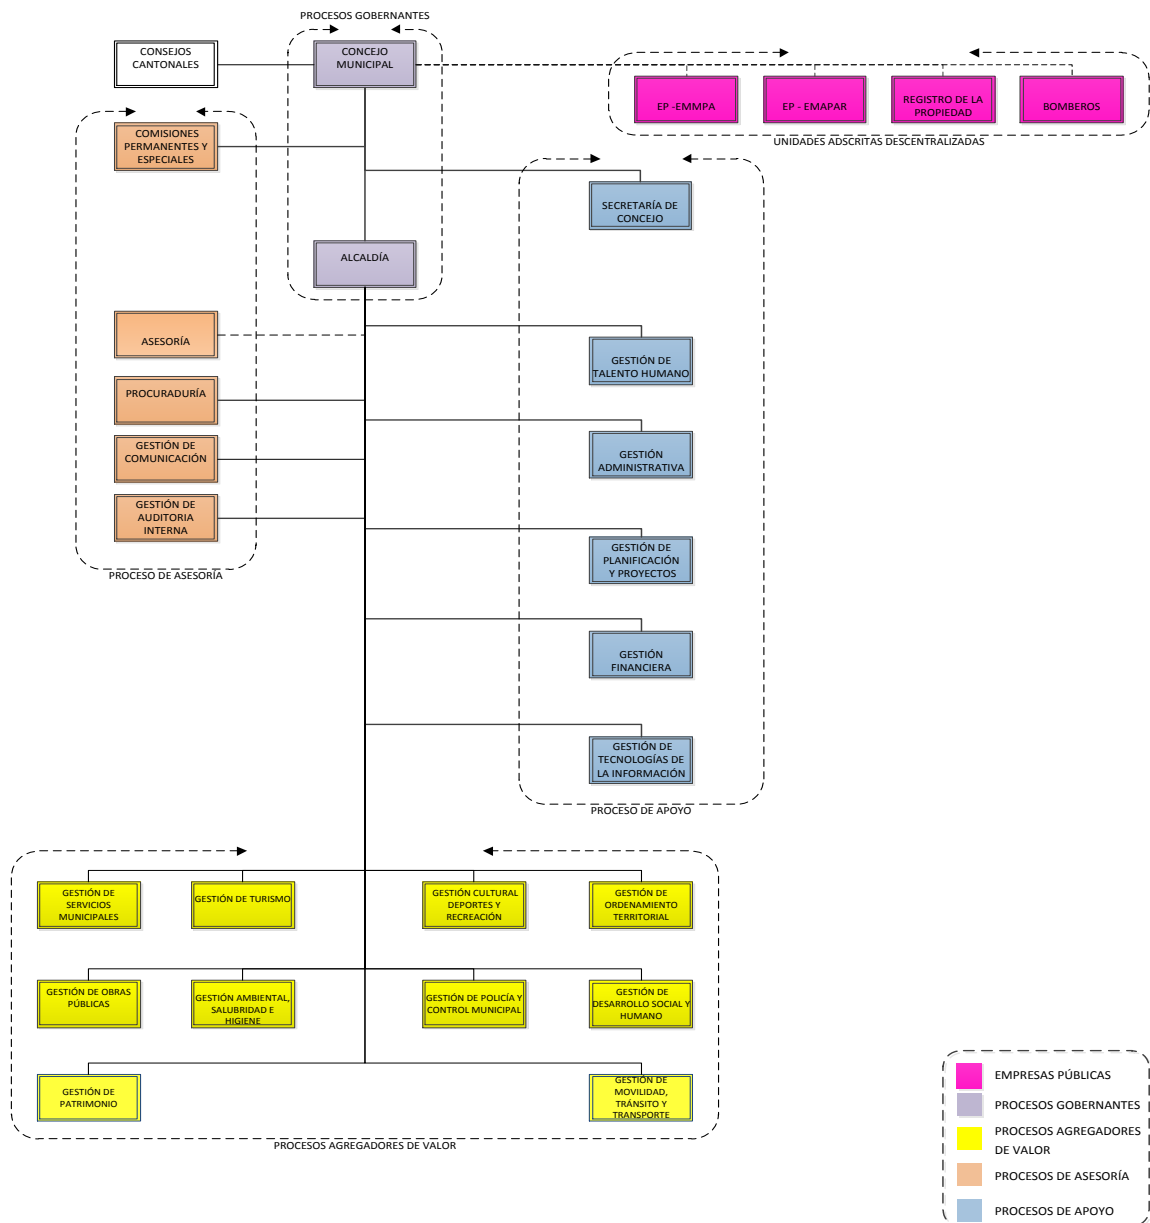 PROCESOS GOBERNANTES
CONSEJOS
CANTONALES
CONCEJO
MUNICIPAL
EP -EMMPA
EP - EMAPAR
REGISTRO DE LA
PROPIEDAD
BOMBEROS
UNIDADES ADSCRITAS DESCENTRALIZADAS
COMISIONES
PERMANENTES Y
ESPECIALES
SECRETARÍA DE
CONCEJO
ALCALDÍA
ASESORÍA
GESTIÓN DE
TALENTO HUMANO
PROCURADURÍA
GESTIÓN DE
COMUNICACIÓN
GESTIÓN
ADMINISTRATIVA
GESTIÓN DE
AUDITORIA
INTERNA
PROCESO DE ASESORÍA
GESTIÓN DE
PLANIFICACIÓN
Y PROYECTOS
GESTIÓN
FINANCIERA
GESTIÓN DE
TECNOLOGÍAS DE
LA INFORMACIÓN
PROCESO DE APOYO
GESTIÓN DE
SERVICIOS
MUNICIPALES
GESTIÓN DE TURISMO
GESTIÓN CULTURAL
DEPORTES Y
RECREACIÓN
GESTIÓN DE
ORDENAMIENTO
TERRITORIAL
GESTIÓN DE OBRAS
PÚBLICAS
GESTIÓN AMBIENTAL,
SALUBRIDAD E
HIGIENE
GESTIÓN DE POLICÍA Y
CONTROL MUNICIPAL
GESTIÓN DE
DESARROLLO SOCIAL Y
HUMANO
GESTIÓN DE
PATRIMONIO
GESTIÓN DE
MOVILIDAD,
TRÁNSITO Y
TRANSPORTE
PROCESOS AGREGADORES DE VALOR
EMPRESAS PÚBLICAS
PROCESOS GOBERNANTES
PROCESOS AGREGADORES
DE VALOR
PROCESOS DE ASESORÍA
PROCESOS DE APOYO